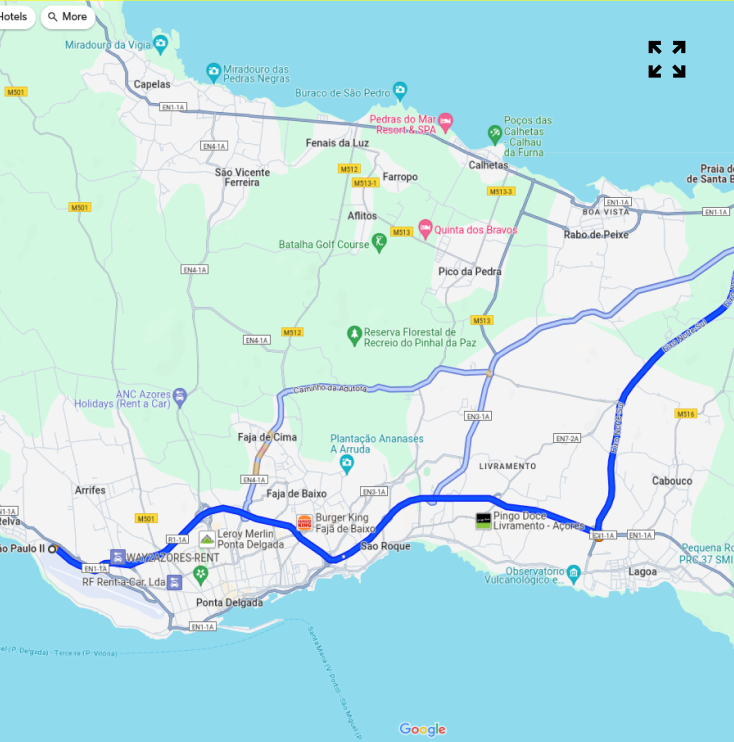 Hotels
More
Miradouro da Vigia
Miradouro das
Pedras Negras
Capelas
M501
EN1-1A
Buraco de São Pedro
Pedras do Mar
Resort & SPA
Poços das
Calhetas
Calhau
da Furna
Fenais da Luz
EN4-1A
Calhetas
M512
Praia de
de Santa B
São Vicente
Ferreira
M513-1
Farropo
M513-3
EN1-1A
M501
Aflitos
BOA VISTA
EN1-1A
M513
Quinta dos Bravos
Rabo de Peixe
Batalha Golf Course
EN4-1A
Pico da Pedra
M513
M512
Reserva Florestal de
Recreio do Pinhal da Paz
EN4-1A
Caminho da Adutora
ANC Azores
Holidays (Rent a Car)
EN3-1A
M516
Faja de Cima
Plantação Ananases
A Arruda
EN7-2A
LIVRAMENTO
EN4-1A
Cabouco
Arrifes
Faja de Baixo
EN3-1A
M501
Burger King
Fajã de Baixo
Pingo Doce
Livramento - Açores
-1A
Relva
R1-1A
Leroy Merlin
Ponta Delgada
EN1-1A
EN1-1A
São Roque
ão Paulo II
WAY2AZORES-RENT
Pequena Ro
PRC 37 SMI
EN1-1A
RF Rent-a-Car, Lda
Observatório
Vulcanológico e...
Lagoa
Ponta Delgada
EN1-1A
el (P. Delgada) - Terceira (P. Vitória)
Santa Maria (V. Porto) - São Miguel (P.
Google